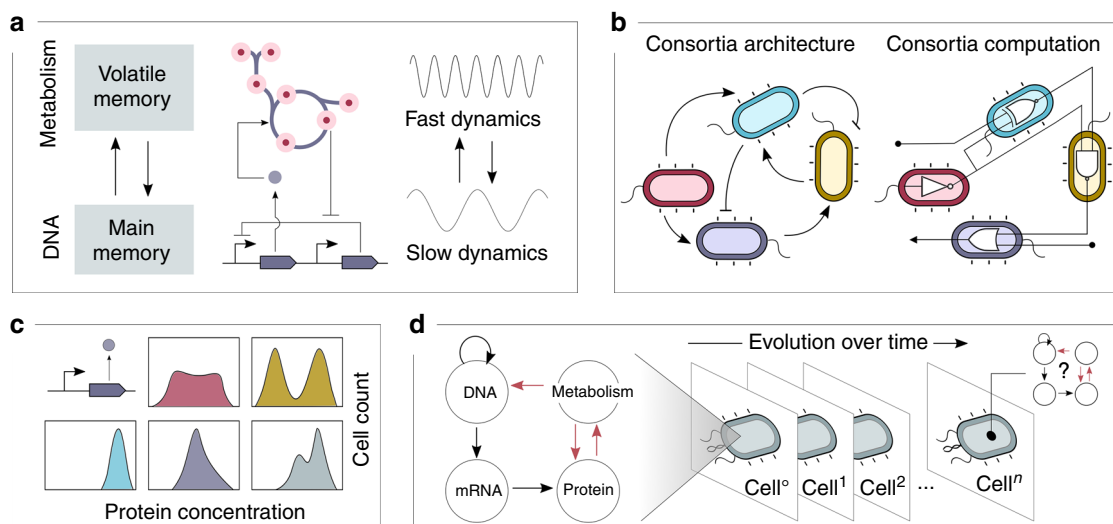 a
Metabolism
DNA
Volatile
memory
Main
memory
Fast dynamics
Slow dynamics
b
Consortia architecture
Consortia computation
c
Cell count
Protein concentration
d
DNA
Metabolism
mRNA
Protein
Evolution over time
Cell°
Cell¹
Cell²
...
Cellⁿ
?